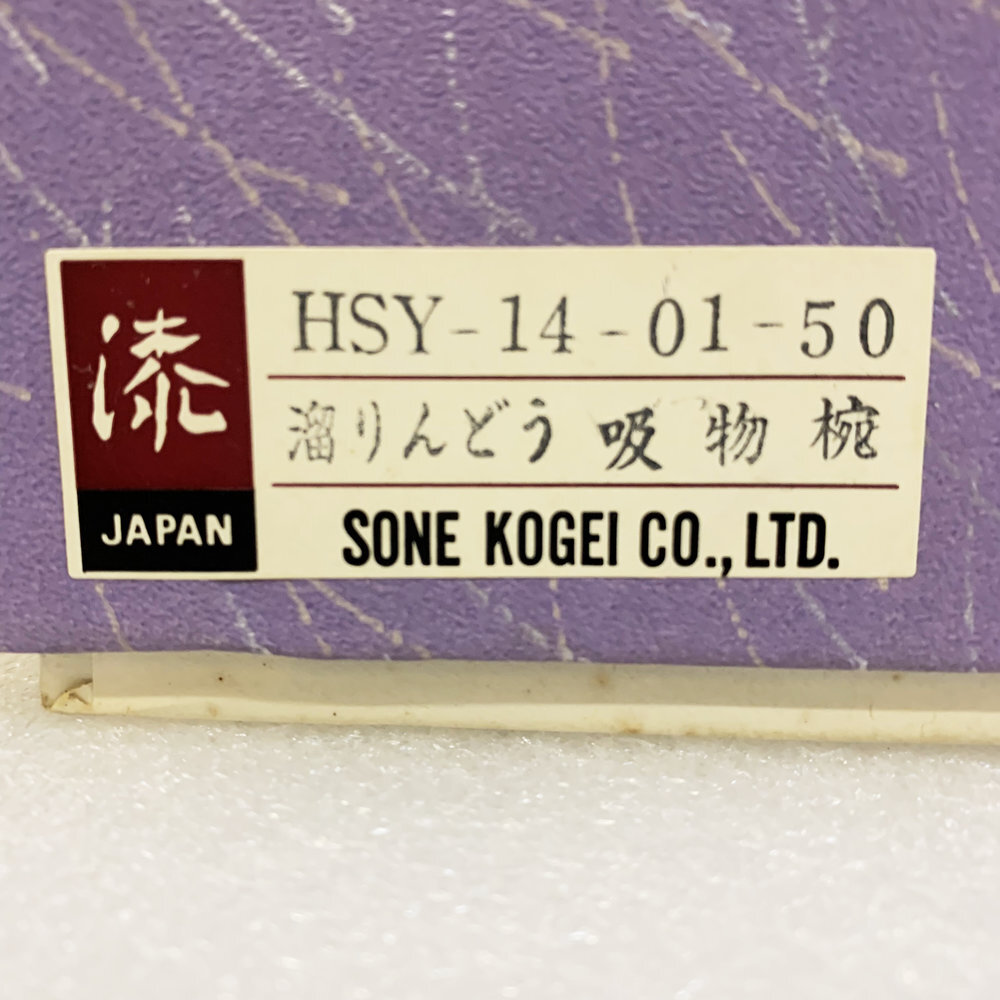 漆
JAPAN
HSY-14-01-50
溜りんどう 吸物椀
SONE KOGEI CO.,LTD.